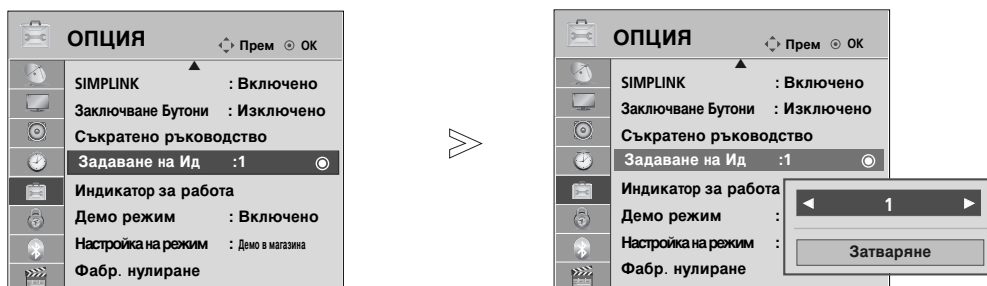 ОПЦИЯ Прем ОК
SIMPLINK : Включено
Заключване Бутони : Изключено
Съкратено ръководство
Задаване на Ид :1
Индикатор за работа
Демо режим : Включено
Настройка на режим : Демо в магазина
Фабр. нулиране
ОПЦИЯ Прем ОК
SIMPLINK : Включено
Заключване Бутони : Изключено
Съкратено ръководство
Задаване на Ид :1
Индикатор за работа
Демо режим :
Настройка на режим :
Фабр. нулиране
1
Затваряне